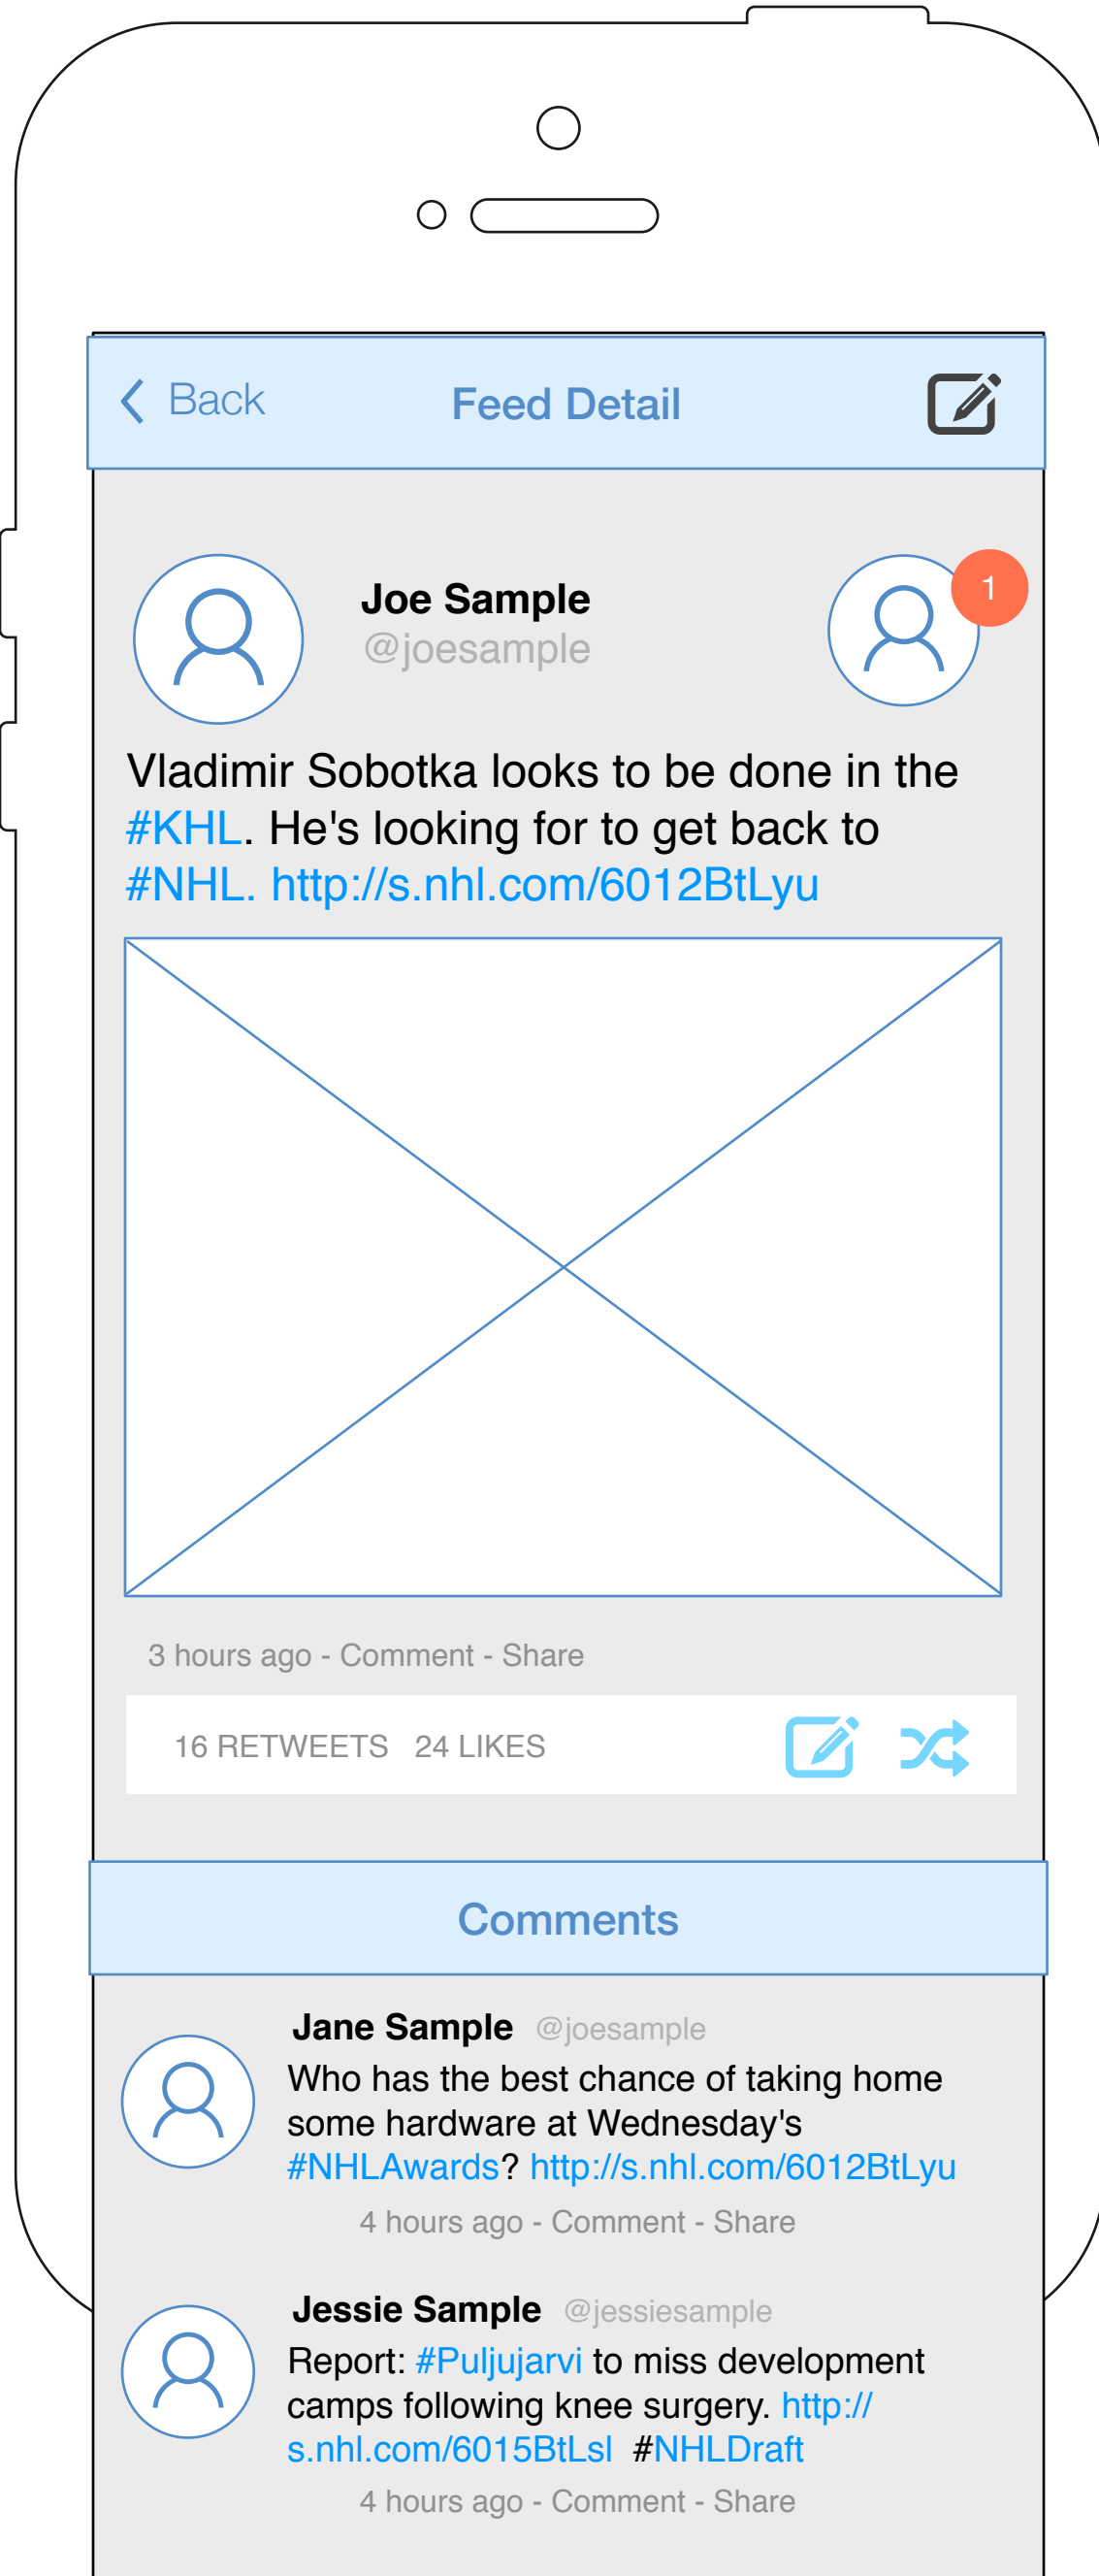 Back
Feed Detail
Joe Sample
@joesample
1
Vladimir Sobotka looks to be done in the
#KHL. He's looking for to get back to
#NHL. http://s.nhl.com/6012BtLyu
3 hours ago - Comment - Share
16 RETWEETS 24 LIKES
Comments
Jane Sample @joesample
Who has the best chance of taking home
some hardware at Wednesday's
#NHLAwards? http://s.nhl.com/6012BtLyu
4 hours ago - Comment - Share
Jessie Sample @jessiesample
Report: #Puljujarvi to miss development
camps following knee surgery. http://
s.nhl.com/6015BtLsl #NHLDraft
4 hours ago - Comment - Share